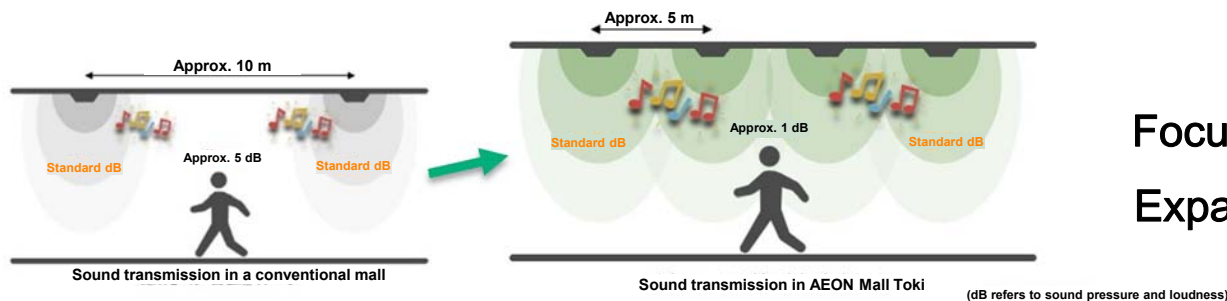 Approx. 10 m
Standard dB
Approx. 5 dB
Standard dB
Sound transmission in a conventional mall
Approx. 5 m
Standard dB
Approx. 1 dB
Standard dB
Sound transmission in AEON Mall Toki
Focu
Expa
(dB refers to sound pressure and loudness)